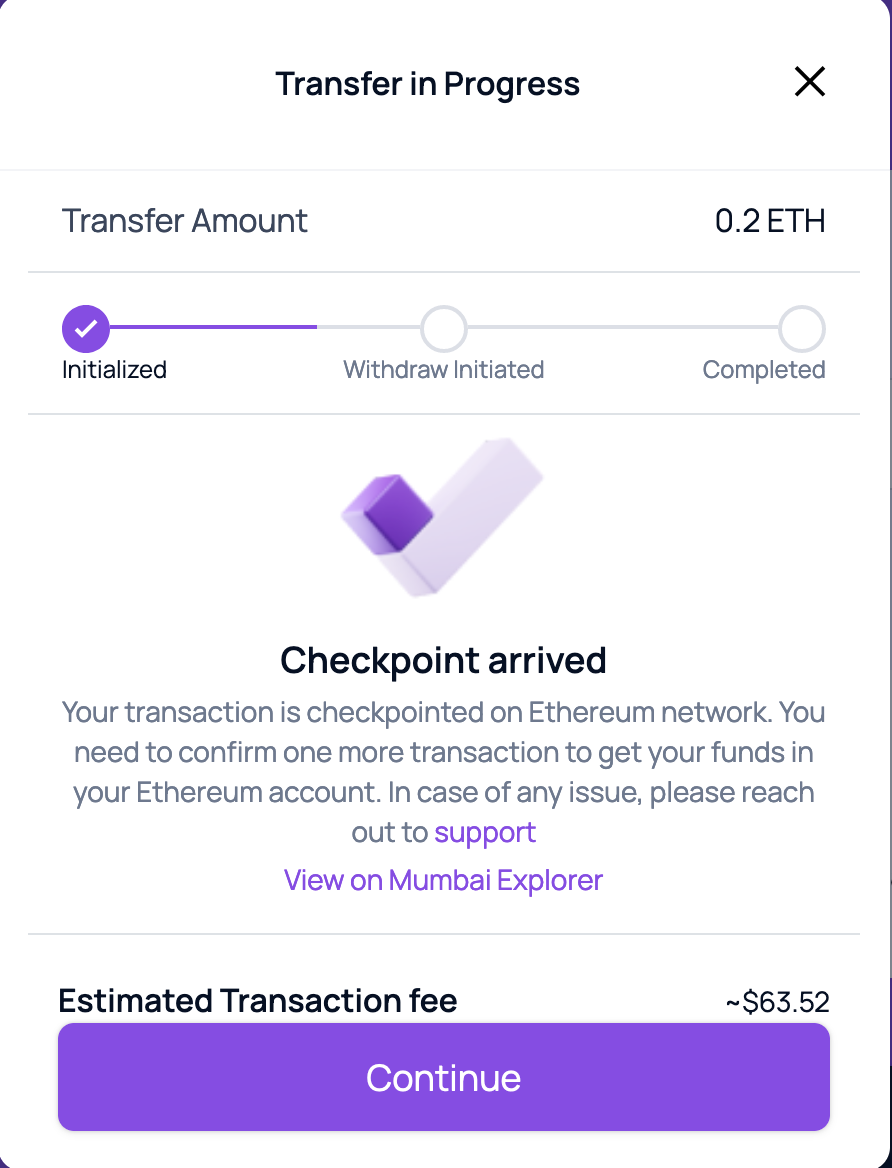 Transfer in Progress
Transfer Amount 0.2 ETH
Initialized Withdraw Initiated Completed
Checkpoint arrived
Your transaction is checkpointed on Ethereum network. You
need to confirm one more transaction to get your funds in
your Ethereum account. In case of any issue, please reach
out to support
View on Mumbai Explorer
Estimated Transaction fee ~$63.52
Continue